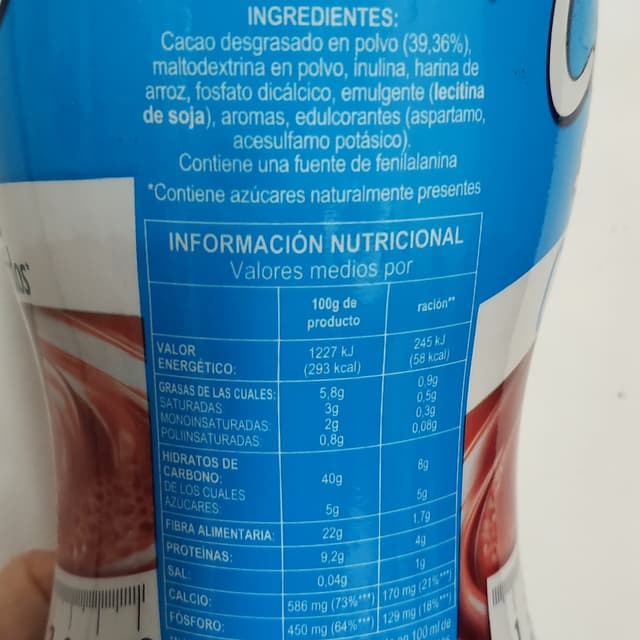 INGREDIENTES:
Cacao desgrasado en polvo (39,36%),
maltodextrina en polvo, inulina, harina de
arroz, fosfato dicálcico, emulgente (lecitina
de soja), aromas, edulcorantes (aspartamo,
acesulfamo potásico).
Contiene una fuente de fenilalanina
*Contiene azúcares naturalmente presentes
INFORMACIÓN NUTRICIONAL
Valores medios por
100g de producto ración**
VALOR ENERGÉTICO: 1227 kJ (293 kcal) 245 kJ (58 kcal)
GRASAS DE LAS CUALES: 5,8g 0,9g
SATURADAS 3g 0,5g
MONOINSATURADAS: 2g 0,3g
POLIINSATURADAS: 0,8g 0,08g
HIDRATOS DE CARBONO: 40g 8g
DE LOS CUALES AZÚCARES: 5g 5g
FIBRA ALIMENTARIA: 22g 1,7g
PROTEÍNAS: 9,2g 4g
SAL: 0,04g 1g
CALCIO: 586 mg (73%***) 170 mg (21%***)
FÓSFORO: 450 mg (64%***) 129 mg (18%***)
100 ml de